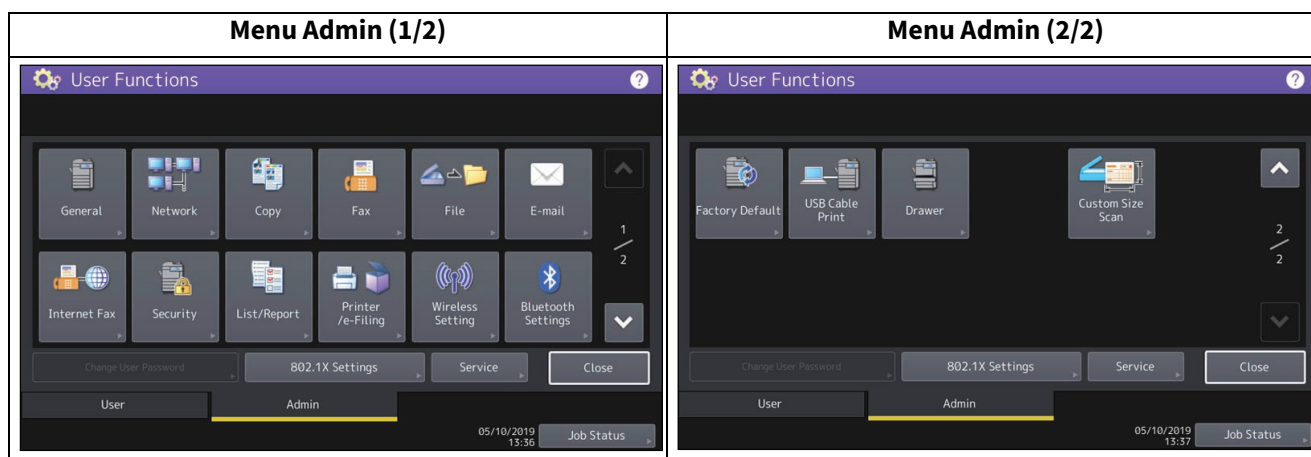 Menu Admin (1/2)
Menu Admin (2/2)
User Functions
?
General
Network
Copy
Fax
File
E-mail
1
2
Internet Fax
Security
List/Report
Printer
/e-Filing
Wireless
Setting
Bluetooth
Settings
Change User Password
802.1X Settings
Service
Close
User
Admin
05/10/2019
13:36
Job Status
User Functions
?
Factory Default
USB Cable
Print
Drawer
Custom Size
Scan
2
2
Change User Password
802.1X Settings
Service
Close
User
Admin
05/10/2019
13:37
Job Status